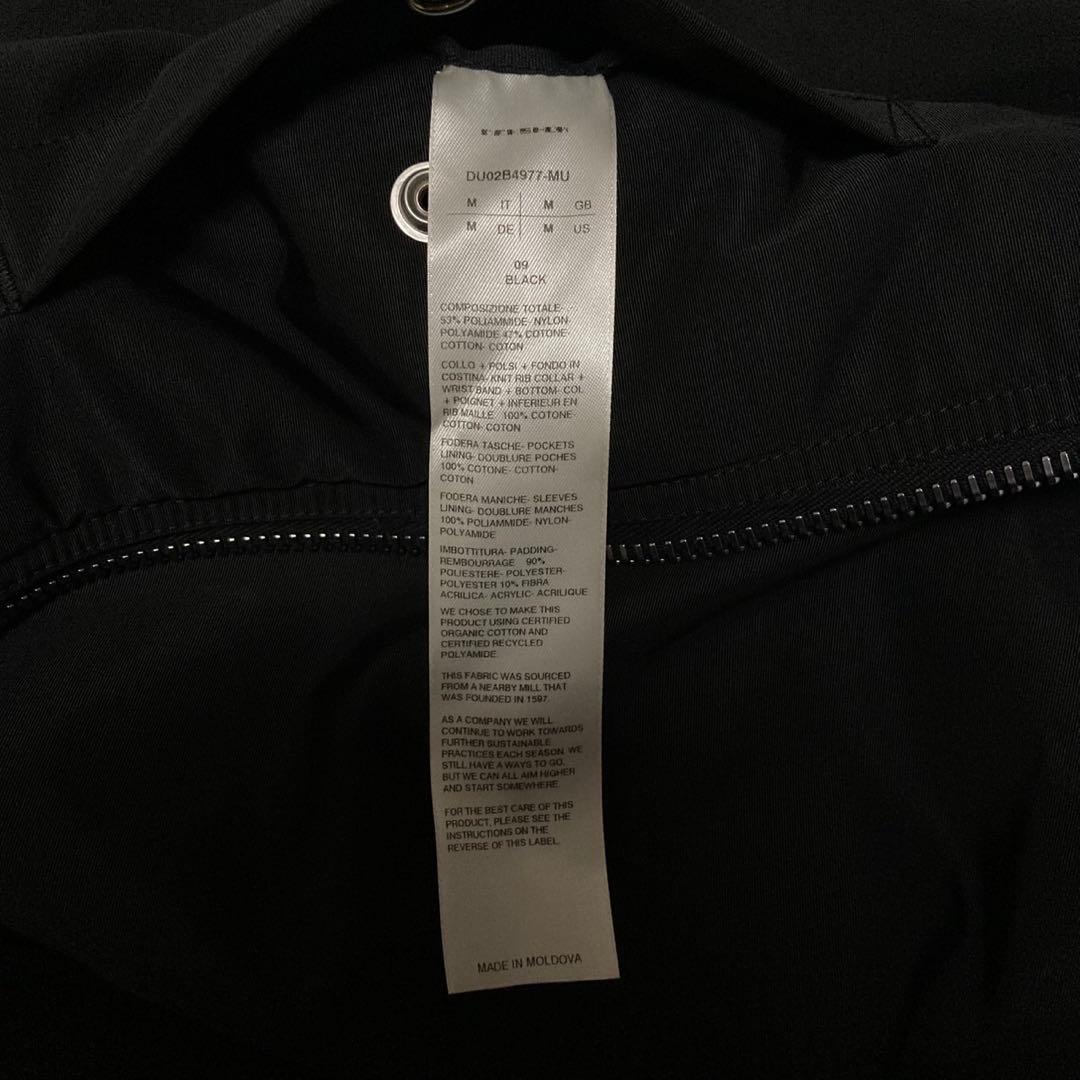 DU02B4977-MU
M IT M GB
M DE M US
09
BLACK
COMPOSIZIONE TOTALE-
53% POLIAMMIDE- NYLON-
POLYAMIDE 47% COTONE-
COTTON- COTON
COLLO + POLSI + FONDO IN
COSTINA- KNIT RIB COLLAR +
WRIST BAND + BOTTOM- COL
+ POIGNET + INFERIEUR EN
RIB MAILLE 100% COTONE-
COTTON- COTON
FODERA TASCHE- POCKETS
LINING- DOUBLURE POCHES
100% COTONE- COTTON-
COTON
FODERA MANICHE- SLEEVES
LINING- DOUBLURE MANCHES
100% POLIAMMIDE- NYLON-
POLYAMIDE
IMBOTTITURA- PADDING-
REMBOURRAGE 90%
POLIESTERE- POLYESTER-
POLYESTER 10% FIBRA
ACRILICA- ACRYLIC- ACRILIQUE
WE CHOSE TO MAKE THIS
PRODUCT USING CERTIFIED
ORGANIC COTTON AND
CERTIFIED RECYCLED
POLYAMIDE.
THIS FABRIC WAS SOURCED
FROM A NEARBY MILL THAT
WAS FOUNDED IN 1597.
AS A COMPANY WE WILL
CONTINUE TO WORK TOWARDS
FURTHER SUSTAINABLE
PRACTICES EACH SEASON. WE
STILL HAVE A WAYS TO GO,
BUT WE CAN ALL AIM HIGHER
AND START SOMEWHERE.
FOR THE BEST CARE OF THIS
PRODUCT, PLEASE SEE THE
INSTRUCTIONS ON THE
REVERSE OF THIS LABEL.
MADE IN MOLDOVA